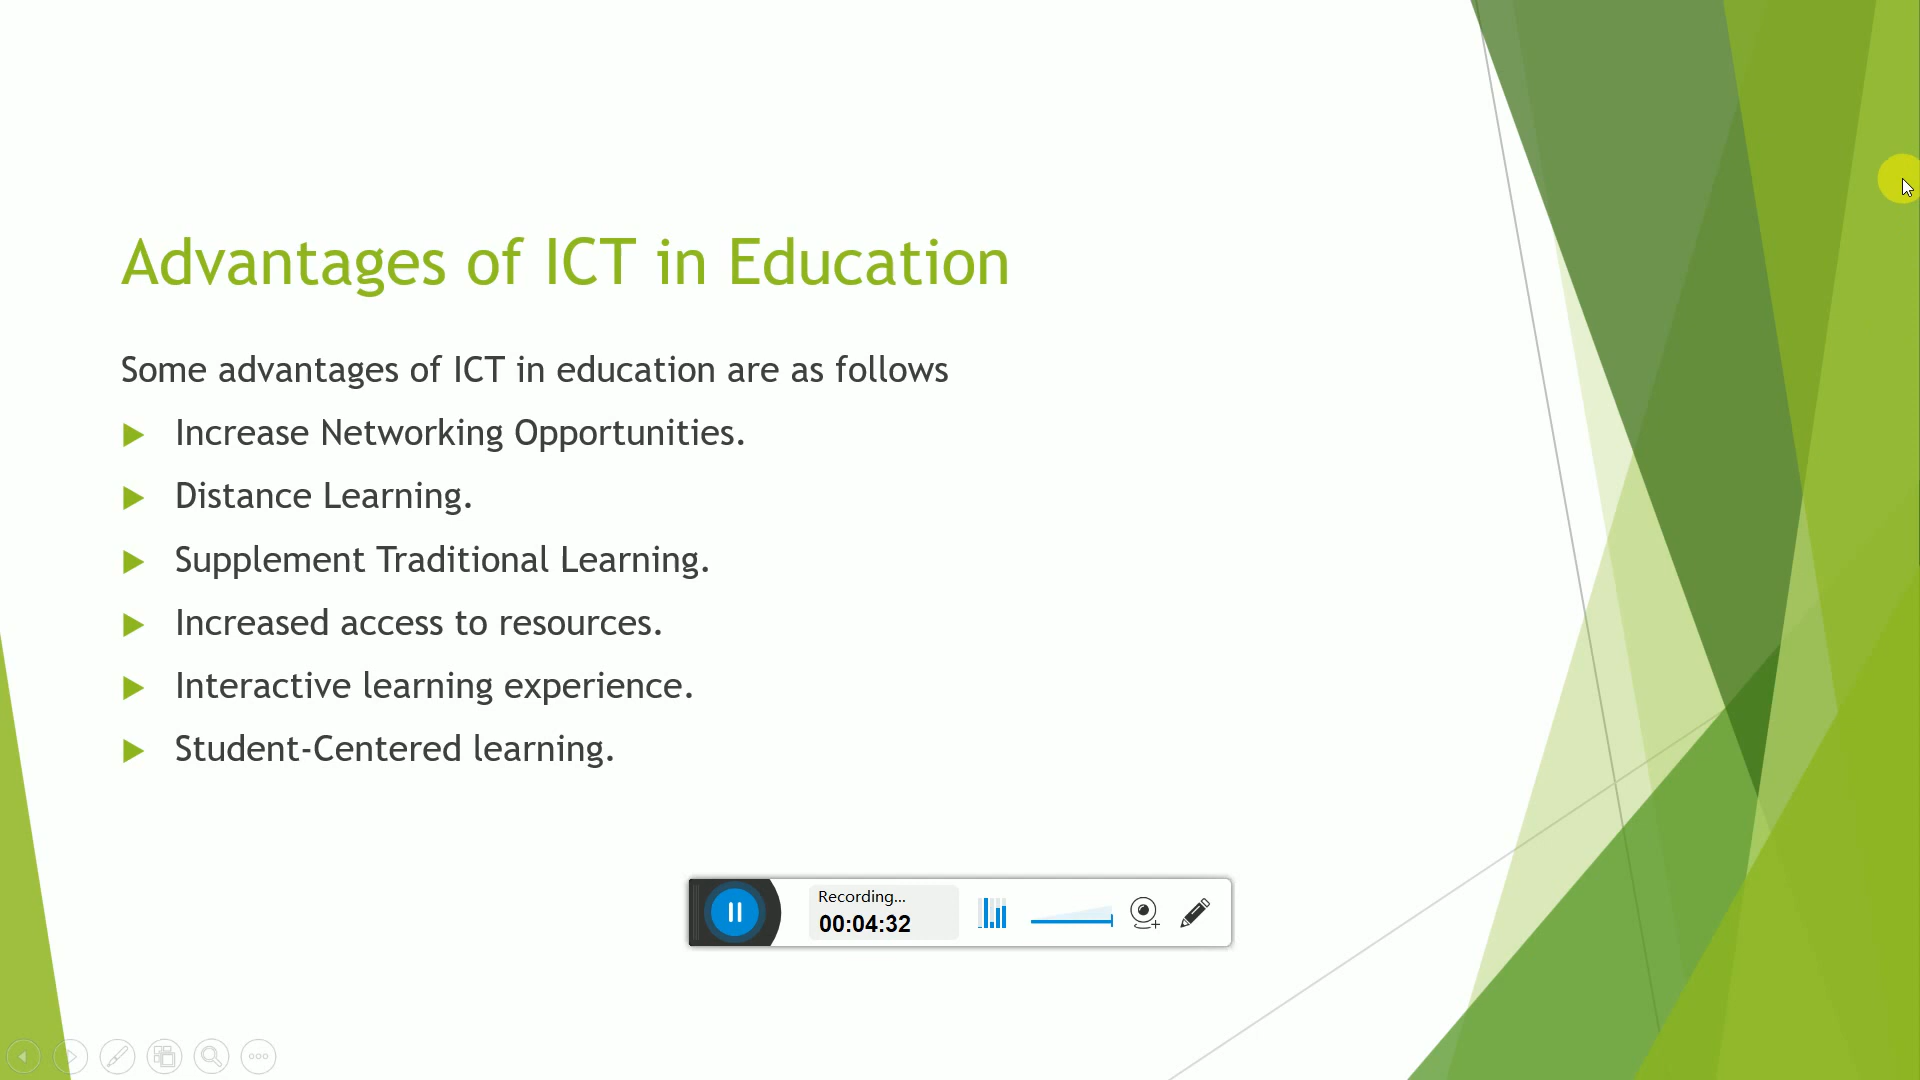 Advantages of ICT in Education
Some advantages of ICT in education are as follows
Increase Networking Opportunities.
Distance Learning.
Supplement Traditional Learning.
Increased access to resources.
Interactive learning experience.
Student-Centered learning.
Recording...
00:04:32